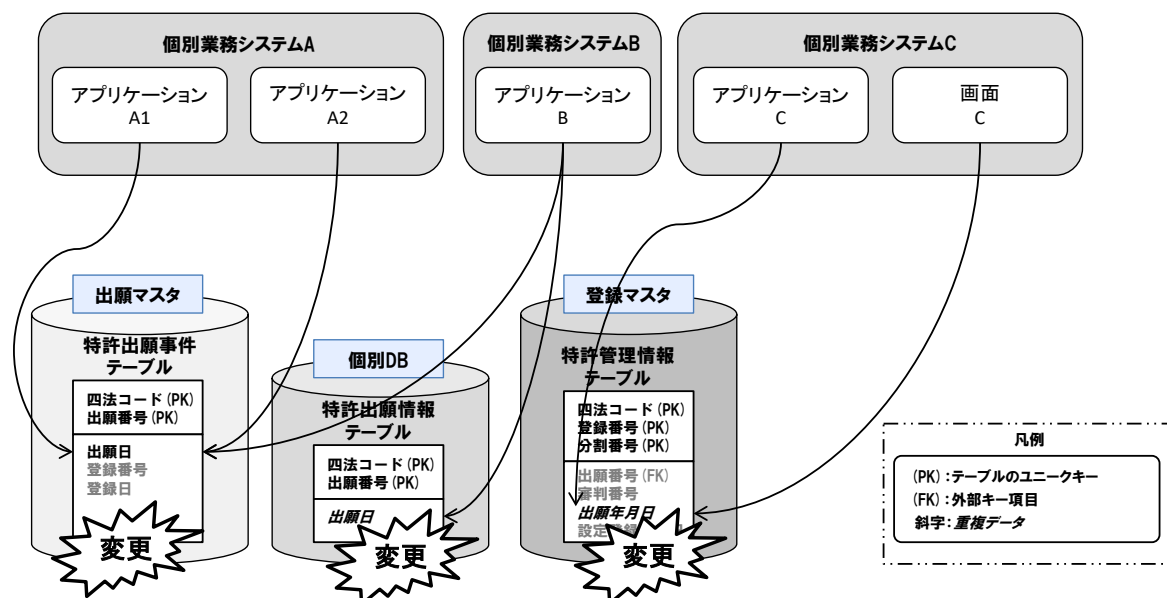 個別業務システムA
アプリケーション
A1
アプリケーション
A2
個別業務システムB
アプリケーション
B
個別業務システムC
アプリケーション
C
画面
C
出願マスタ
特許出願事件
テーブル
四法コード(PK)
出願番号(PK)
出願日
登録番号
登録日
変更
個別DB
特許出願情報
テーブル
四法コード(PK)
出願番号(PK)
出願日
変更
登録マスタ
特許管理情報
テーブル
四法コード(PK)
登録番号(PK)
分割番号(PK)
出願番号(FK)
審判番号
出願年月日
設定登録
変更
凡例
(PK):テーブルのユニークキー
(FK):外部キー項目
斜字:重複データ